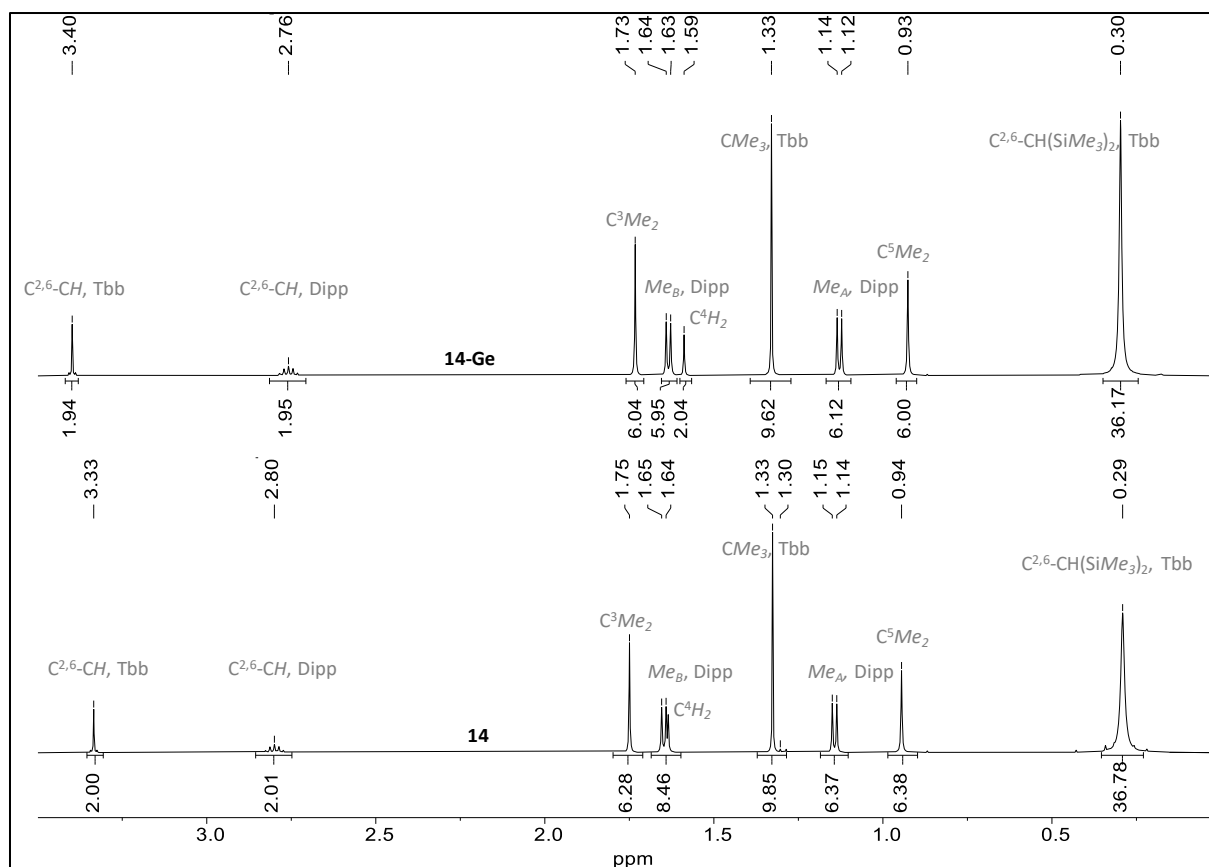 3.40 2.76 1.73 1.64 1.63 1.59 1.33 1.14 1.12 0.93 0.30
CMe3, Tbb C2,6-CH(SiMe3)2, Tbb
C3Me2
C5Me2
C2,6-CH, Tbb C2,6-CH, Dipp MeB, Dipp MeA, Dipp
C4H2
14-Ge
1.94 1.95 6.04 5.95 2.04 9.62 6.12 6.00 36.17
3.33 2.80 1.75 1.65 1.64 1.33 1.30 1.15 1.14 0.94 0.29
CMe3, Tbb
C2,6-CH(SiMe3)2, Tbb
C3Me2 C5Me2
C2,6-CH, Tbb C2,6-CH, Dipp MeB, Dipp MeA, Dipp
C4H2
14
2.00 2.01 6.28 8.46 9.85 6.37 6.38 36.78
3.0 2.5 2.0 1.5 1.0 0.5
ppm